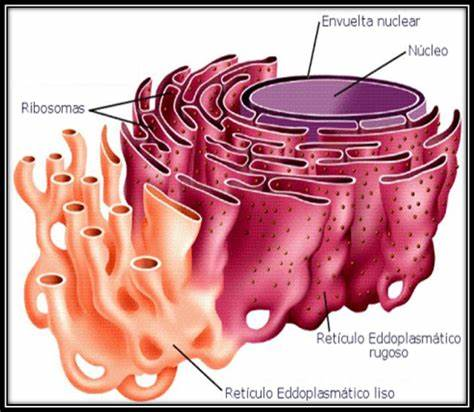 Envuelta nuclear
Núcleo
Ribosomas
Retículo Eddoplasmático
rugoso
Retículo Eddoplasmático liso